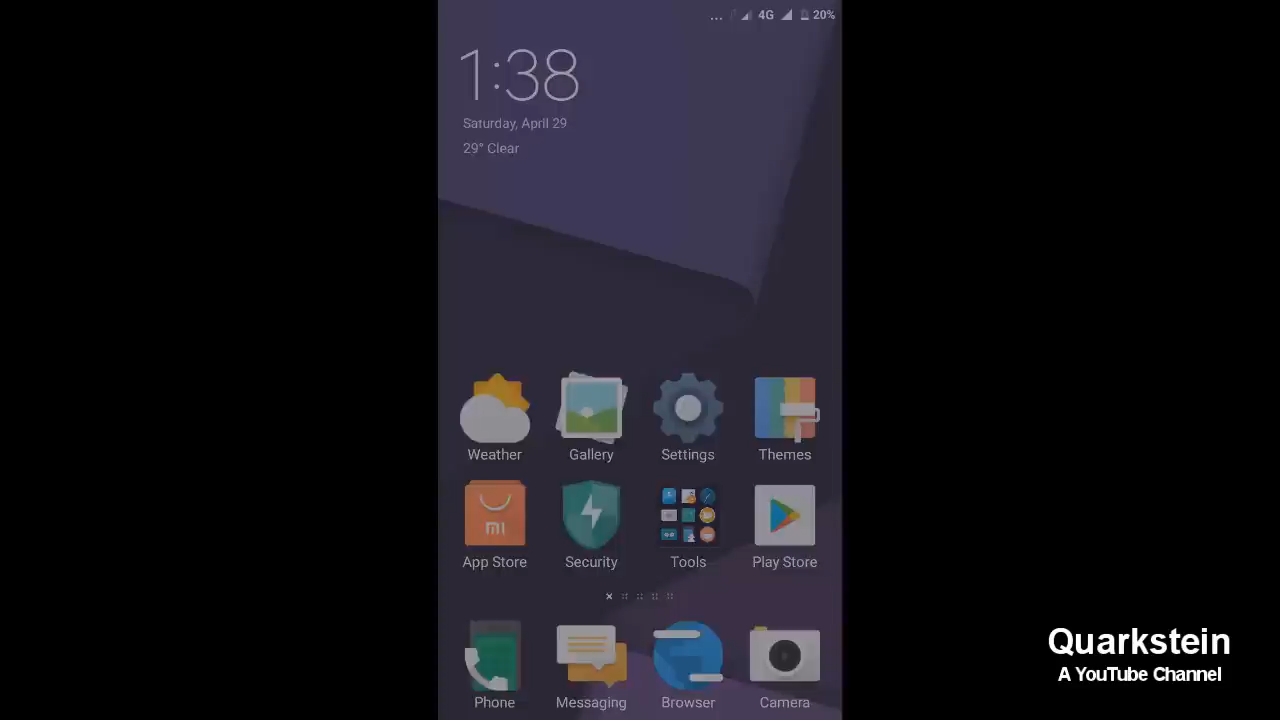 ... 4G 20%
1:38
Saturday, April 29
29° Clear
Weather Gallery Settings Themes
mi
App Store Security Tools Play Store
Phone Messaging Browser Camera
Quarkstein
A YouTube Channel